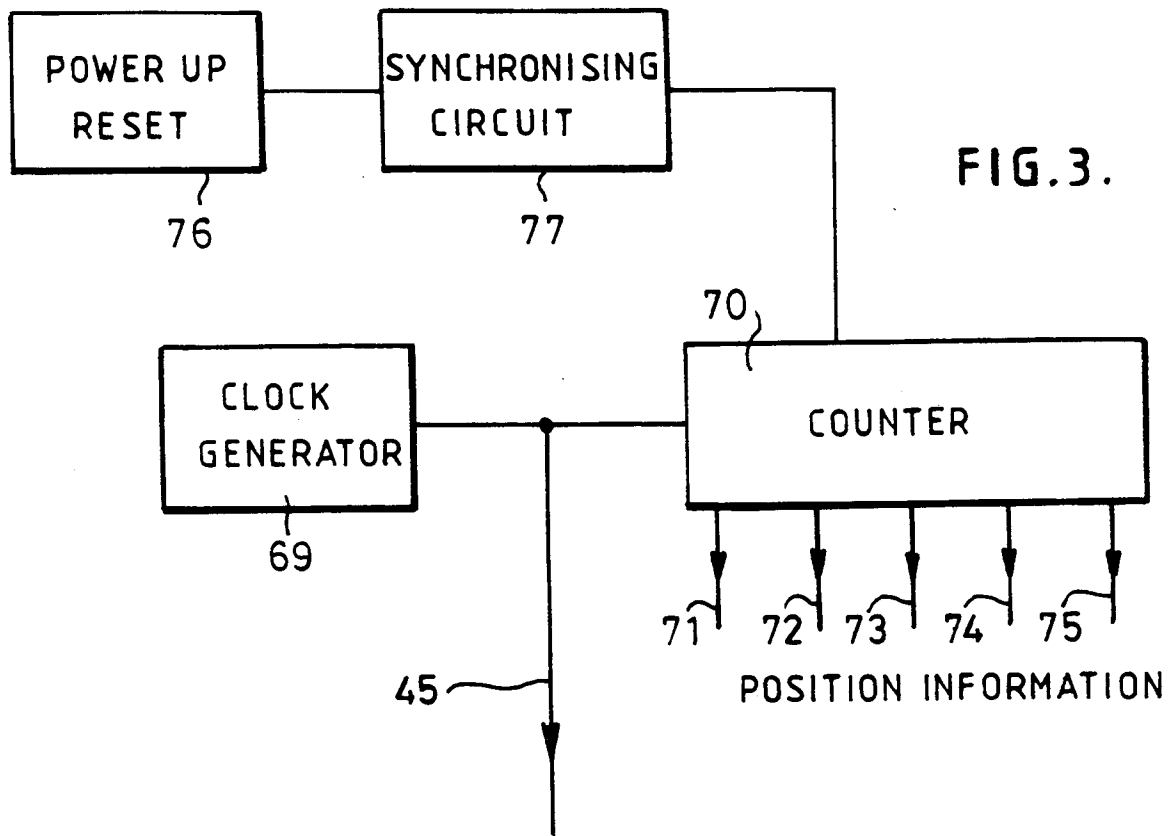 POWER UP
RESET
SYNCHRONISING
CIRCUIT
FIG.3.
76
77
70
CLOCK
GENERATOR
COUNTER
69
71
72
73
74
75
45
POSITION INFORMATION